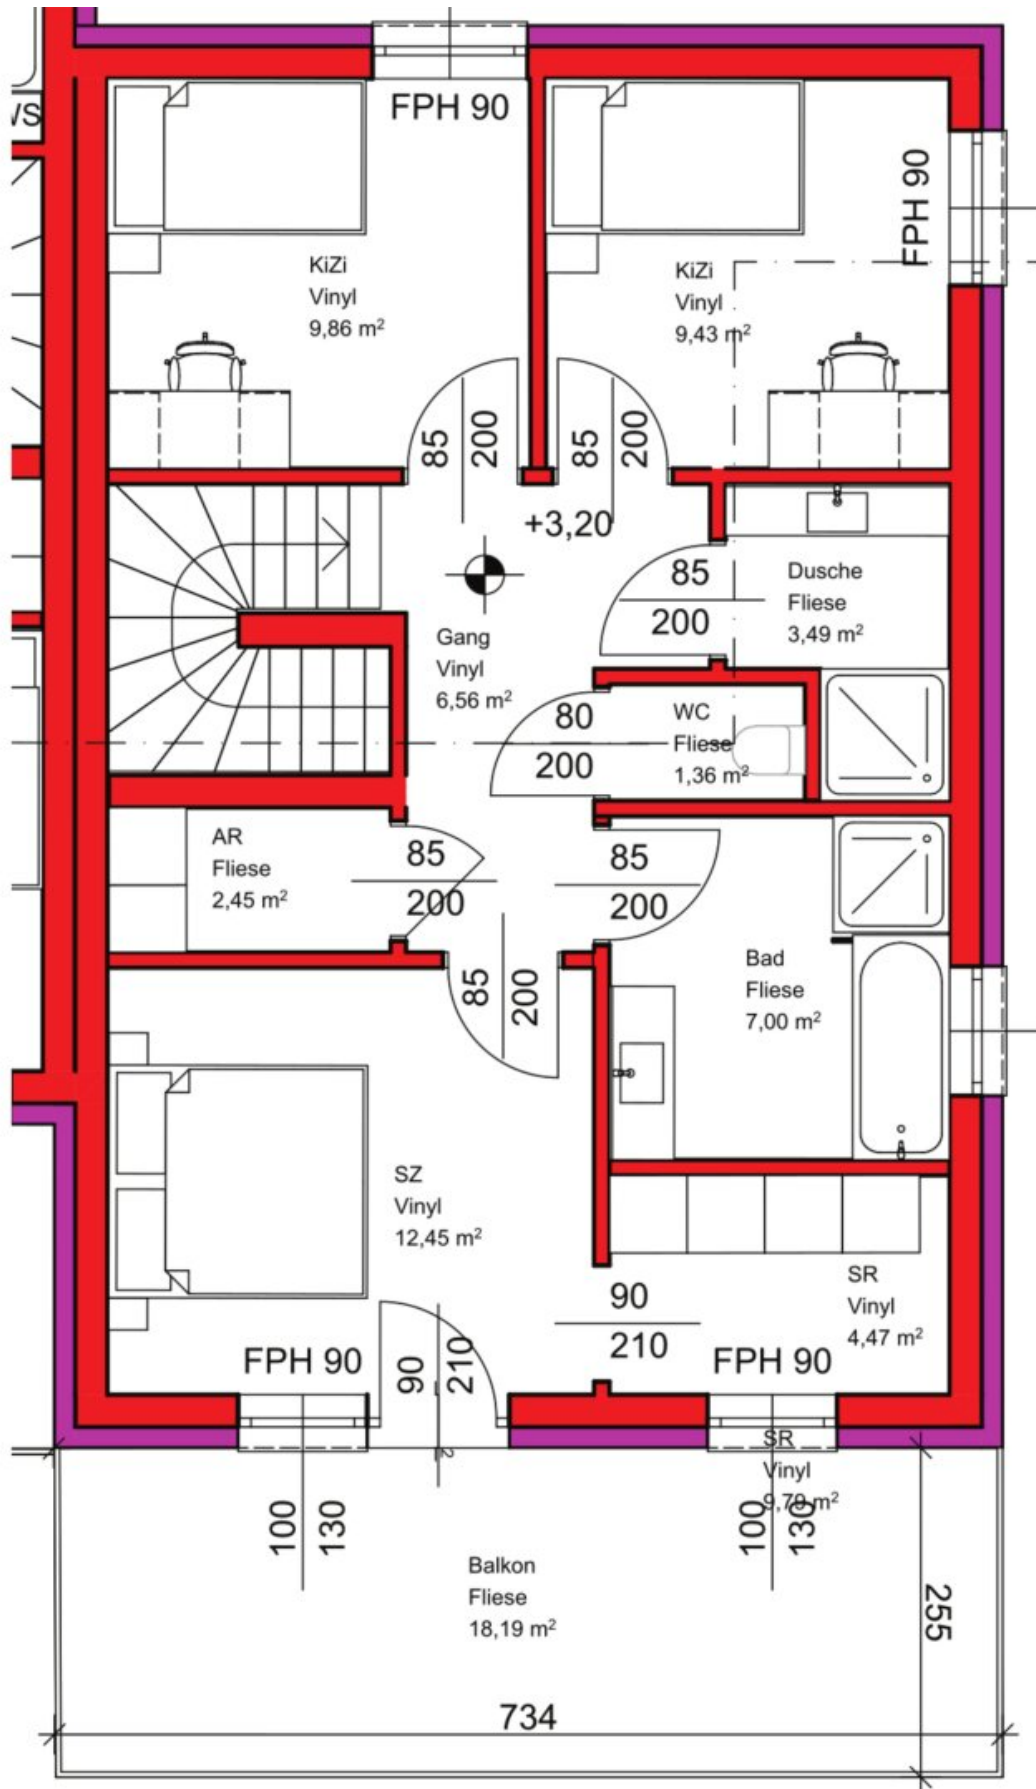 FPH 90
WS
FPH 90
KiZi
Vinyl
9,86 m²
KiZi
Vinyl
9,43 m²
85
200
85
200
+3,20
85
200
Dusche
Fliese
3,49 m²
Gang
Vinyl
6,56 m²
80
200
WC
Fliese
1,36 m²
AR
Fliese
2,45 m²
85
200
85
200
85
200
Bad
Fliese
7,00 m²
SZ
Vinyl
12,45 m²
90
210
SR
Vinyl
4,47 m²
FPH 90
90
210
FPH 90
2
SR
Vinyl
9,79 m²
100
130
100
130
Balkon
Fliese
18,19 m²
255
734